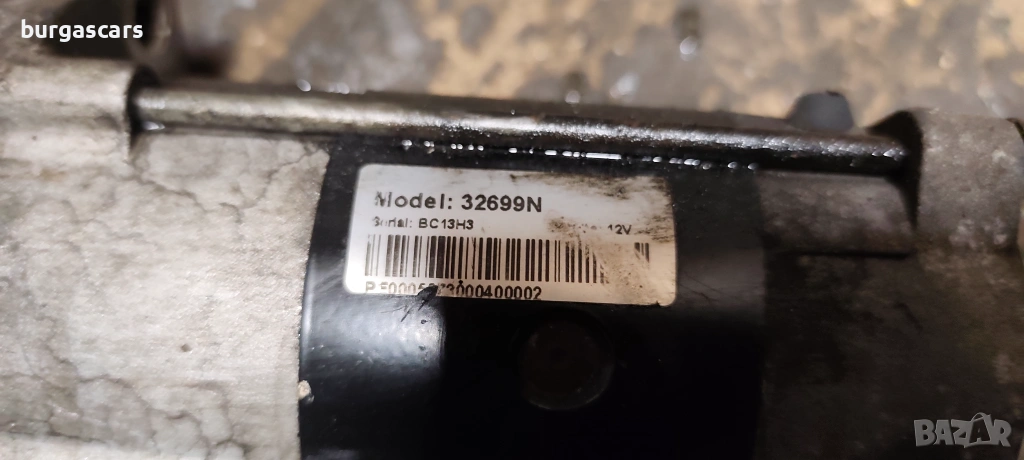 burgascars
Model: 32699N
Serial: BC13H3
12V
BAZAR